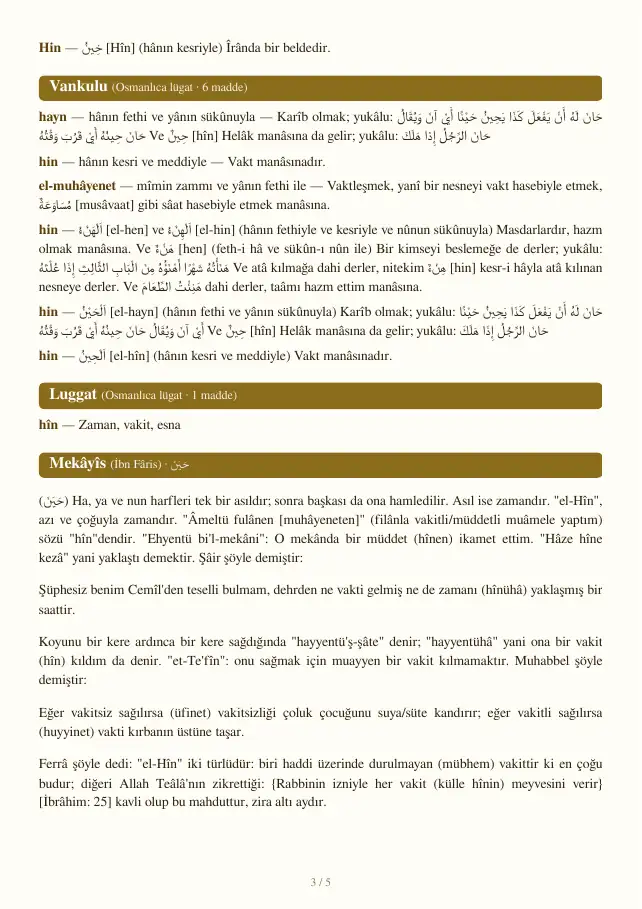 Hin — خِينُ [Hîn] (hânın kesriyle) Îrânda bir beldedir.
Vankulu (Osmanlıca lügat · 6 madde)
hayn — hânın fethi ve yânın sükûnuyla — Karîb olmak; yukâlu: حَانَ لَهُ أَنْ يَفْعَلَ كَذَا يَحِينُ حَيْنًا أَيْ آنَ وَيُقَالُ
حَانَ حِينُهُ أَيْ قَرُبَ وَقْتُهُ Ve حِينٌ [hîn] Helâk manâsına da gelir; yukâlu: حَانَ الرَّجُلُ إِذَا هَلَكَ
hin — hânın kesri ve meddiyle — Vakt manâsınadır.
el-muhâyenet — mîmin zammı ve yânın fethi ile — Vaktleşmek, yanî bir nesneyi vakt hasebiyle etmek,
مُسَاوَعَةٌ [musâvaat] gibi sâat hasebiyle etmek manâsına.
hin — اَلْهَنْءُ [el-hen] ve اَلْهِنْءُ [el-hin] (hânın fethiyle ve kesriyle ve nûnun sükûnuyla) Masdarlardır, hazm
olmak manâsına. Ve هَنْءٌ [hen] (feth-i hâ ve sükûn-ı nûn ile) Bir kimseyi beslemeğe de derler; yukâlu:
هَنَأْتُهُ شَهْرًا أَهْنَؤُهُ مِنَ الْبَابِ الثَّالِثِ إِذَا عُلْتَهُ Ve atâ kılmağa dahi derler, nitekim هِنْءٌ [hin] kesr-i hâyla atâ kılınan
nesneye derler. Ve هَنِئْتُ الطَّعَامَ dahi derler, taâmı hazm ettim manâsına.
hin — اَلْحَيْنُ [el-hayn] (hânın fethi ve yânın sükûnuyla) Karîb olmak; yukâlu: حَانَ لَهُ أَنْ يَفْعَلَ كَذَا يَحِينُ حَيْنًا
أَيْ آنَ وَيُقَالُ حَانَ حِينُهُ أَيْ قَرُبَ وَقْتُهُ Ve حِينٌ [hîn] Helâk manâsına da gelir; yukâlu: حَانَ الرَّجُلُ إِذَا هَلَكَ
hin — اَلْحِينُ [el-hîn] (hânın kesri ve meddiyle) Vakt manâsınadır.
Luggat (Osmanlıca lügat · 1 madde)
hîn — Zaman, vakit, esna
Mekâyîs (İbn Fâris) · حَيَنَ
(حَيَنَ) Ha, ya ve nun harfleri tek bir asıldır; sonra başkası da ona hamledilir. Asıl ise zamandır. "el-Hîn",
azı ve çoğuyla zamandır. "Âmeltü fulânen [muhâyeneten]" (filânla vakitli/müddetli muâmele yaptım)
sözü "hîn"dendir. "Ehyentü bi'l-mekâni": O mekânda bir müddet (hînen) ikamet ettim. "Hâze hîne
kezâ" yani yaklaştı demektir. Şâir şöyle demiştir:
Şüphesiz benim Cemîl'den teselli bulmam, dehrden ne vakti gelmiş ne de zamanı (hînühâ) yaklaşmış bir
saattir.
Koyunu bir kere ardınca bir kere sağdığında "hayyentü'ş-şâte" denir; "hayyentühâ" yani ona bir vakit
(hîn) kıldım da denir. "et-Te'fîn": onu sağmak için muayyen bir vakit kılmamaktır. Muhabbel şöyle
demiştir:
Eğer vakitsiz sağılırsa (üfinet) vakitsizliği çoluk çocuğunu suya/süte kandırır; eğer vakitli sağılırsa
(huyyinet) vakti kırbanın üstüne taşar.
Ferrâ şöyle dedi: "el-Hîn" iki türlüdür: biri haddi üzerinde durulmayan (mübhem) vakittir ki en çoğu
budur; diğeri Allah Teâlâ'nın zikrettiği: {Rabbinin izniyle her vakit (külle hînin) meyvesini verir}
[İbrâhim: 25] kavli olup bu mahduttur, zira altı aydır.
3 / 5